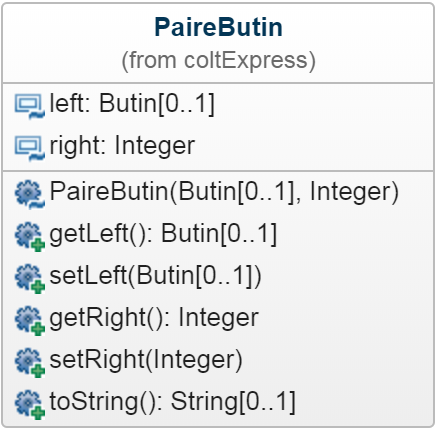 PaireButin
(from coltExpress)
left: Butin[0..1]
right: Integer
PaireButin(Butin[0..1], Integer)
getLeft(): Butin[0..1]
setLeft(Butin[0..1])
getRight(): Integer
setRight(Integer)
toString(): String[0..1]